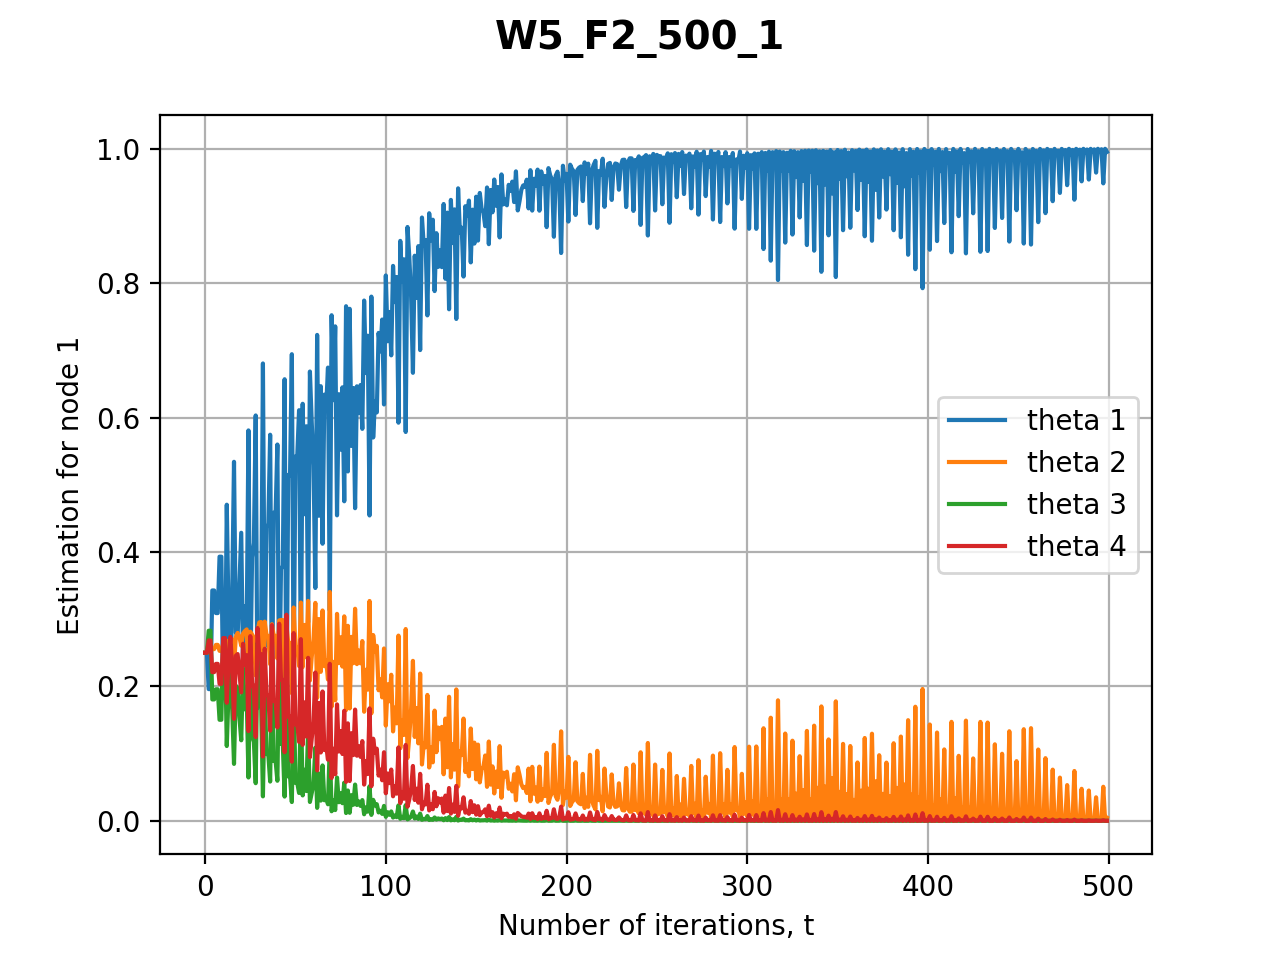 W5_F2_500_1
1.0
0.8
0.6
0.4
0.2
0.0
Estimation for node 1
theta 1
theta 2
theta 3
theta 4
0 100 200 300 400 500
Number of iterations, t